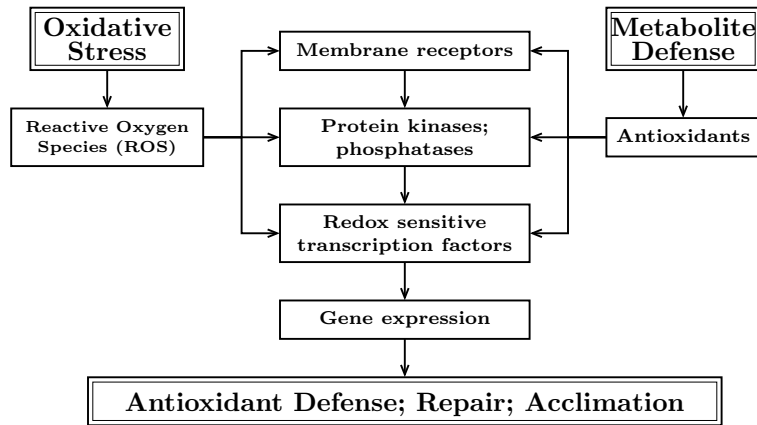 Oxidative
Stress
Membrane receptors
Metabolite
Defense
Reactive Oxygen
Species (ROS)
Protein kinases;
phosphatases
Antioxidants
Redox sensitive
transcription factors
Gene expression
Antioxidant Defense; Repair; Acclimation